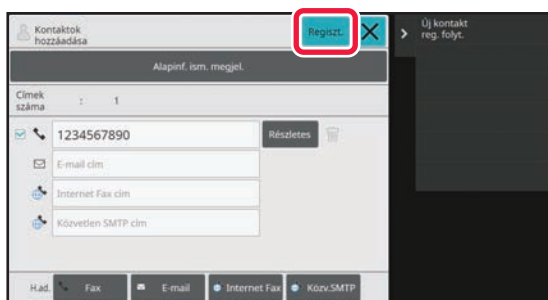 Kontaktok
hozzáadása
Regiszt.
Új kontakt
reg. folyt.
Alapinf. ism. megjel.
Címek
száma : 1
1234567890 Részletes
E-mail cím
Internet Fax cím
Közvetlen SMTP cím
H.ad. Fax E-mail Internet Fax Közv.SMTP